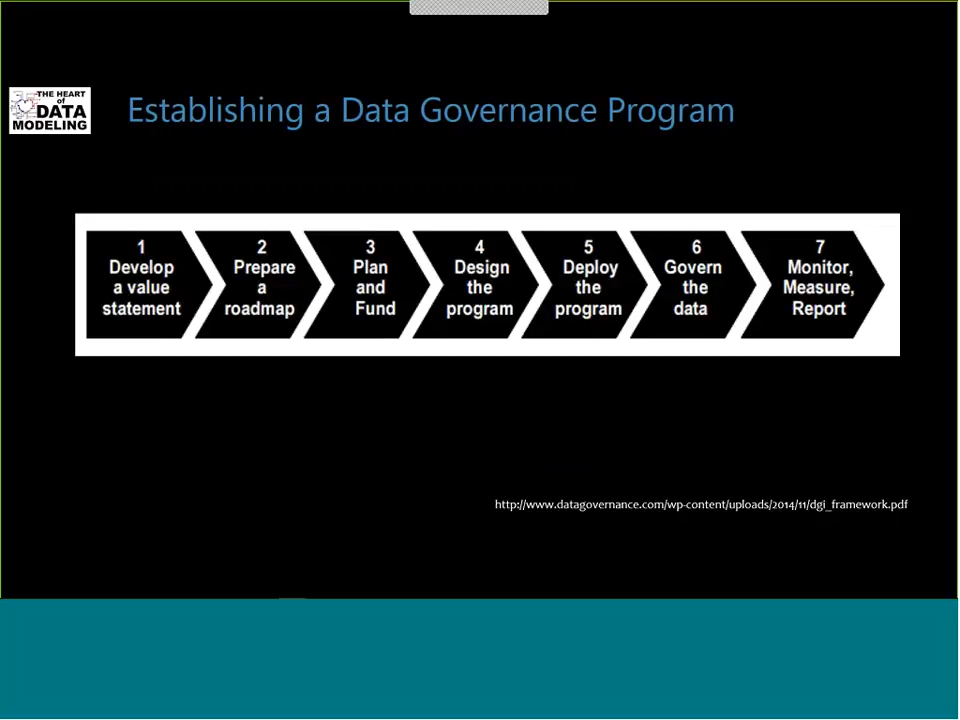 THE HEART
of
DATA
MODELING
Establishing a Data Governance Program
1
Develop
a value
statement
2
Prepare
a
roadmap
3
Plan
and
Fund
4
Design
the
program
5
Deploy
the
program
6
Govern
the
data
7
Monitor,
Measure,
Report
http://www.datagovernance.com/wp-content/uploads/2014/11/dgi_framework.pdf